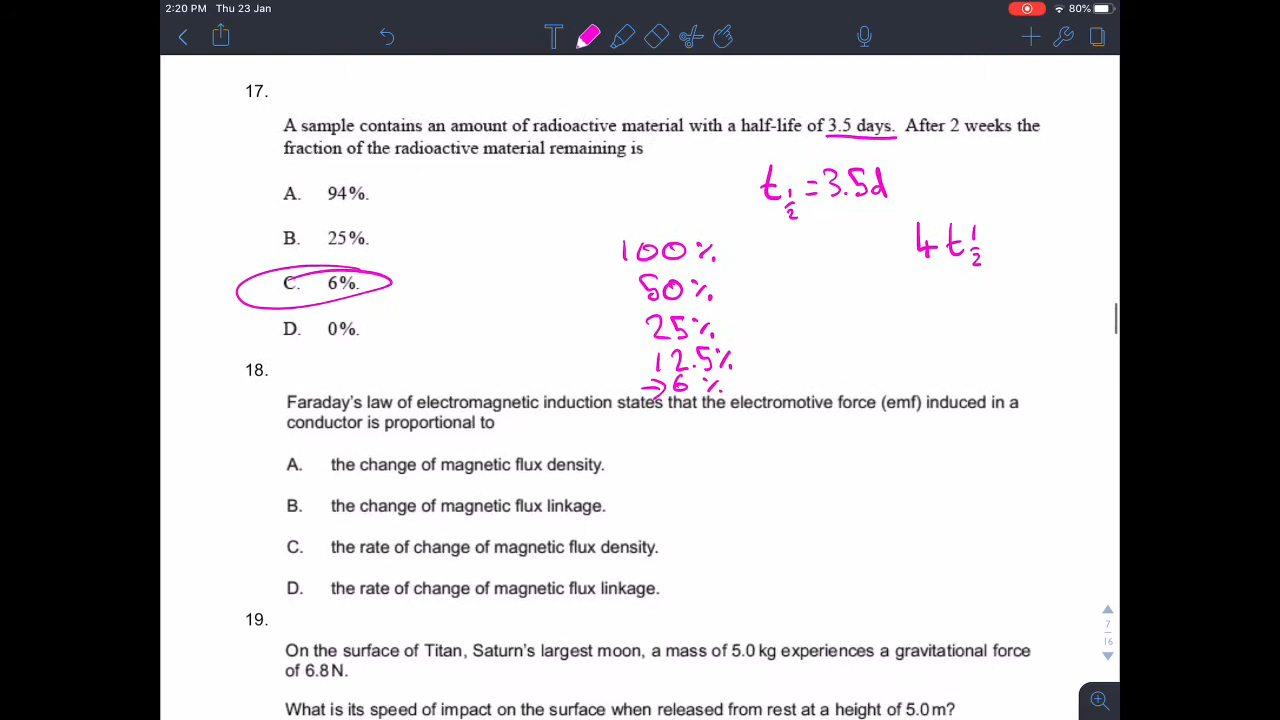 2:20 PM Thu 23 Jan
80%
T
17.
A sample contains an amount of radioactive material with a half-life of 3.5 days. After 2 weeks the
fraction of the radioactive material remaining is
t 1/2 = 3.5d
A. 94%.
4 t 1/2
B. 25%.
100%
C. 6%.
50%
D. 0%.
25%
12.5%
→6 %
18.
Faraday's law of electromagnetic induction states that the electromotive force (emf) induced in a
conductor is proportional to
A. the change of magnetic flux density.
B. the change of magnetic flux linkage.
C. the rate of change of magnetic flux density.
D. the rate of change of magnetic flux linkage.
19.
On the surface of Titan, Saturn's largest moon, a mass of 5.0 kg experiences a gravitational force
of 6.8 N.
7
16
What is its speed of impact on the surface when released from rest at a height of 5.0 m?